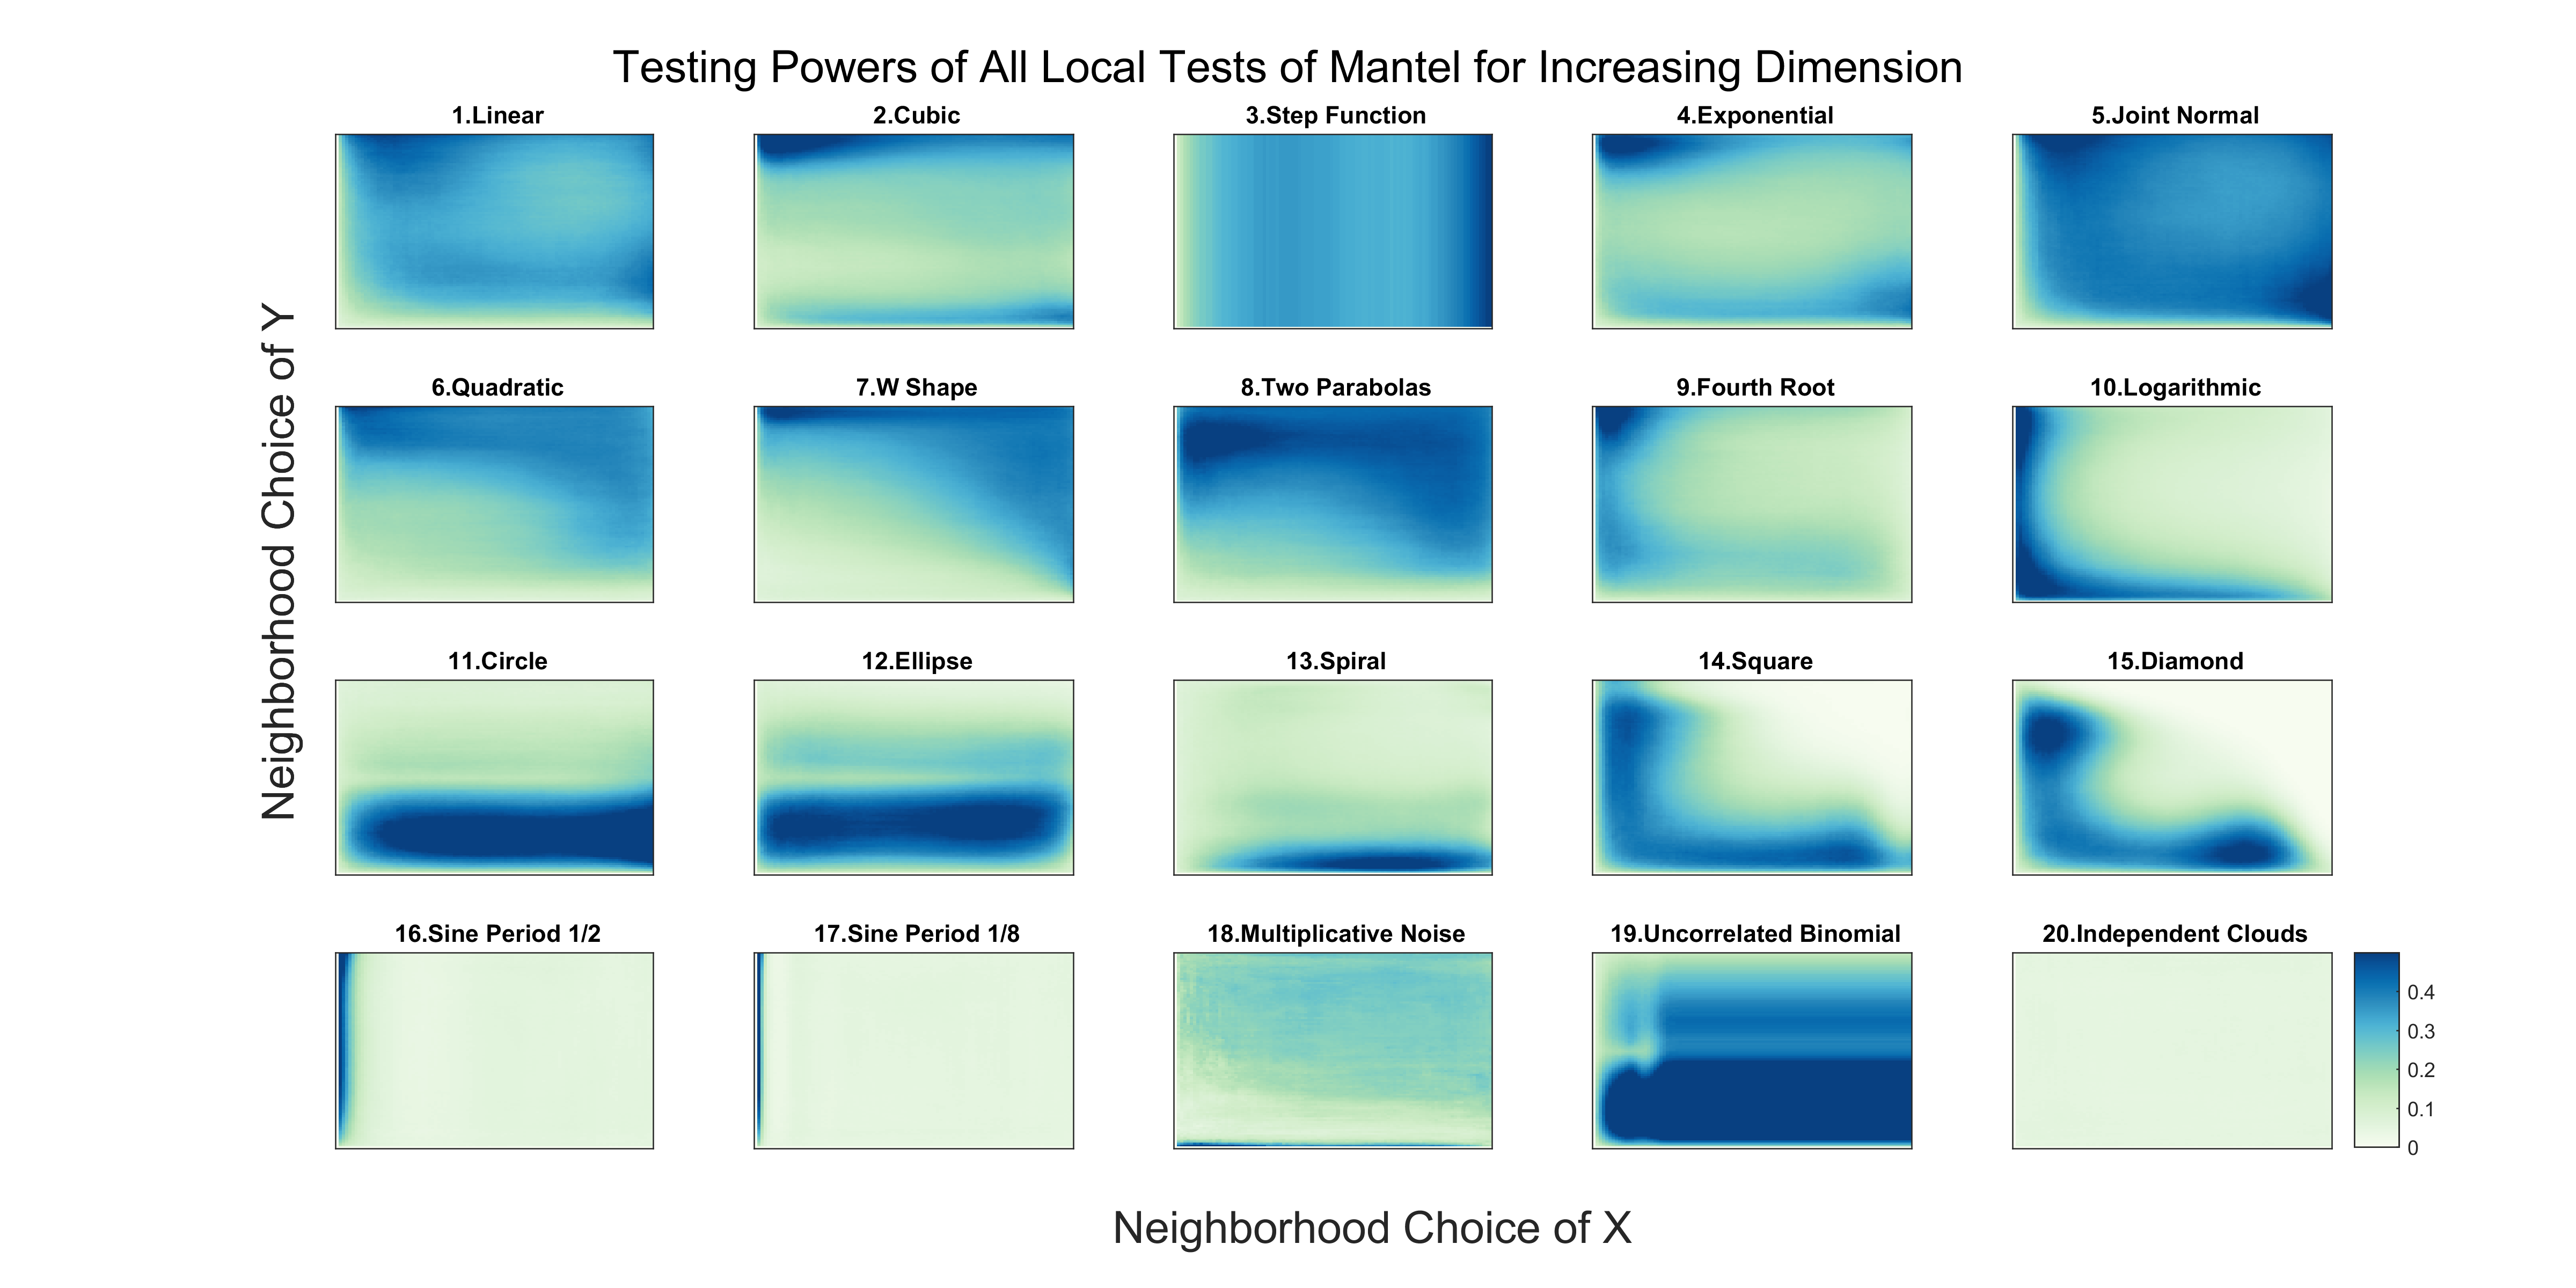 Testing Powers of All Local Tests of Mantel for Increasing Dimension
1.Linear
2.Cubic
3.Step Function
4.Exponential
5.Joint Normal
6.Quadratic
7.W Shape
8.Two Parabolas
9.Fourth Root
10.Logarithmic
Neighborhood Choice of Y
11.Circle
12.Ellipse
13.Spiral
14.Square
15.Diamond
16.Sine Period 1/2
17.Sine Period 1/8
18.Multiplicative Noise
19.Uncorrelated Binomial
20.Independent Clouds
0.4
0.3
0.2
0.1
0
Neighborhood Choice of X